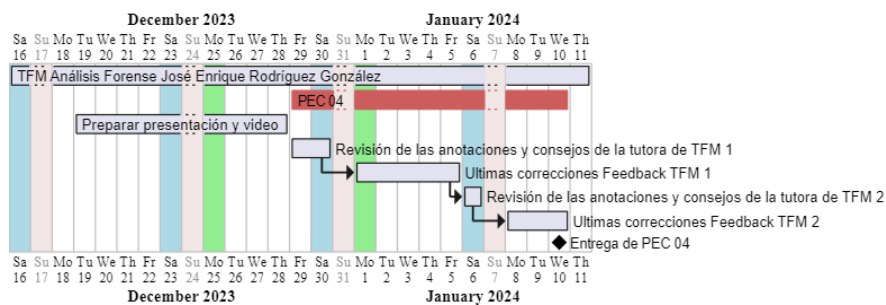 December 2023 January 2024
Sa Su Mo Tu We Th Fr Sa Su Mo Tu We Th Fr Sa Su Mo Tu We Th Fr Sa Su Mo Tu We Th
16 17 18 19 20 21 22 23 24 25 26 27 28 29 30 31 1 2 3 4 5 6 7 8 9 10 11
TFM Análisis Forense José Enrique Rodríguez González
PEC 04
Preparar presentación y video
Revisión de las anotaciones y consejos de la tutora de TFM 1
Ultimas correcciones Feedback TFM 1
Revisión de las anotaciones y consejos de la tutora de TFM 2
Ultimas correcciones Feedback TFM 2
Entrega de PEC 04
Sa Su Mo Tu We Th Fr Sa Su Mo Tu We Th Fr Sa Su Mo Tu We Th Fr Sa Su Mo Tu We Th
16 17 18 19 20 21 22 23 24 25 26 27 28 29 30 31 1 2 3 4 5 6 7 8 9 10 11
December 2023 January 2024